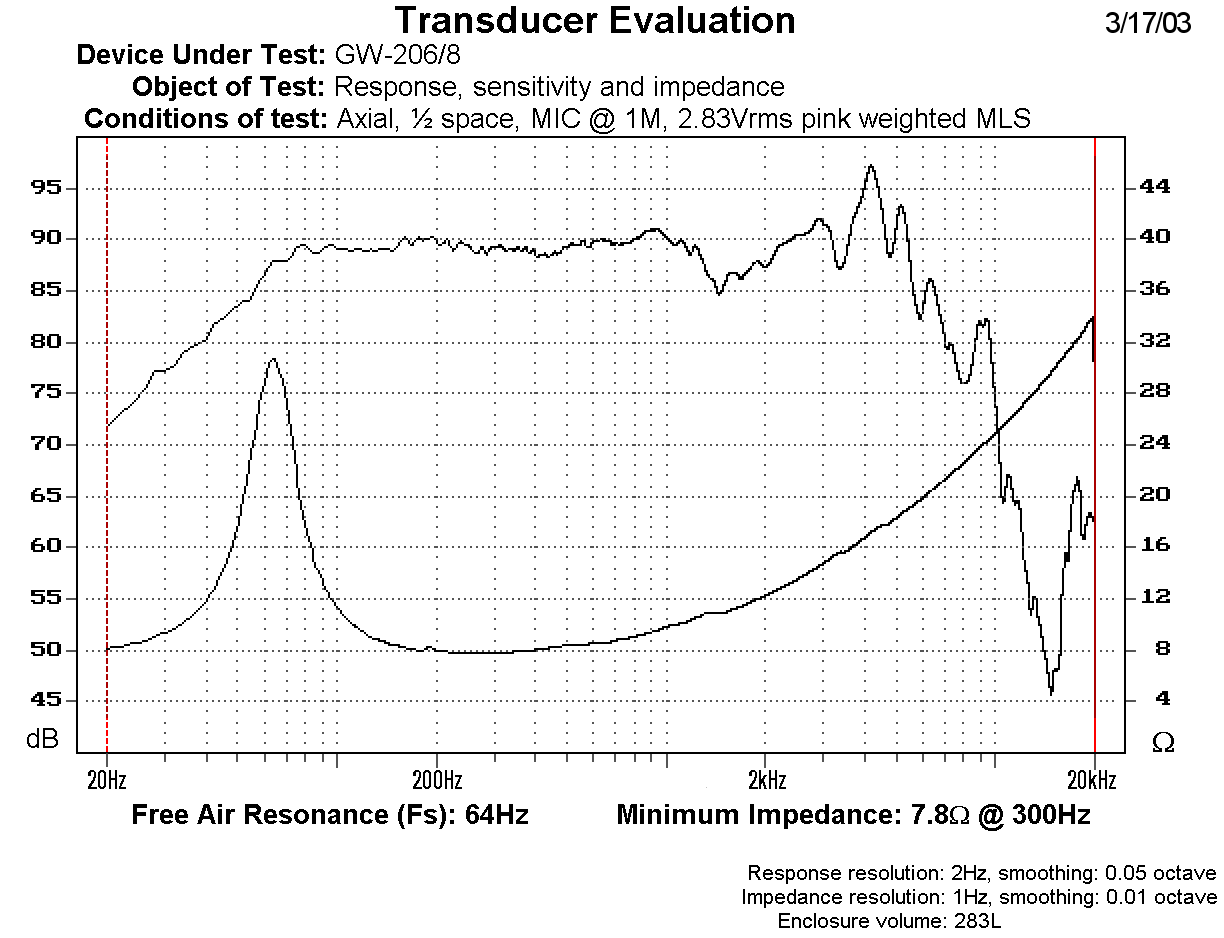 Transducer Evaluation 3/17/03
Device Under Test: GW-206/8
Object of Test: Response, sensitivity and impedance
Conditions of test: Axial, ½ space, MIC @ 1M, 2.83Vrms pink weighted MLS
95 44
90 40
85 36
80 32
75 28
70 24
65 20
60 16
55 12
50 8
45 4
dB Ω
20Hz 200Hz 2kHz 20kHz
Free Air Resonance (Fs): 64Hz Minimum Impedance: 7.8Ω @ 300Hz
Response resolution: 2Hz, smoothing: 0.05 octave
Impedance resolution: 1Hz, smoothing: 0.01 octave
Enclosure volume: 283L